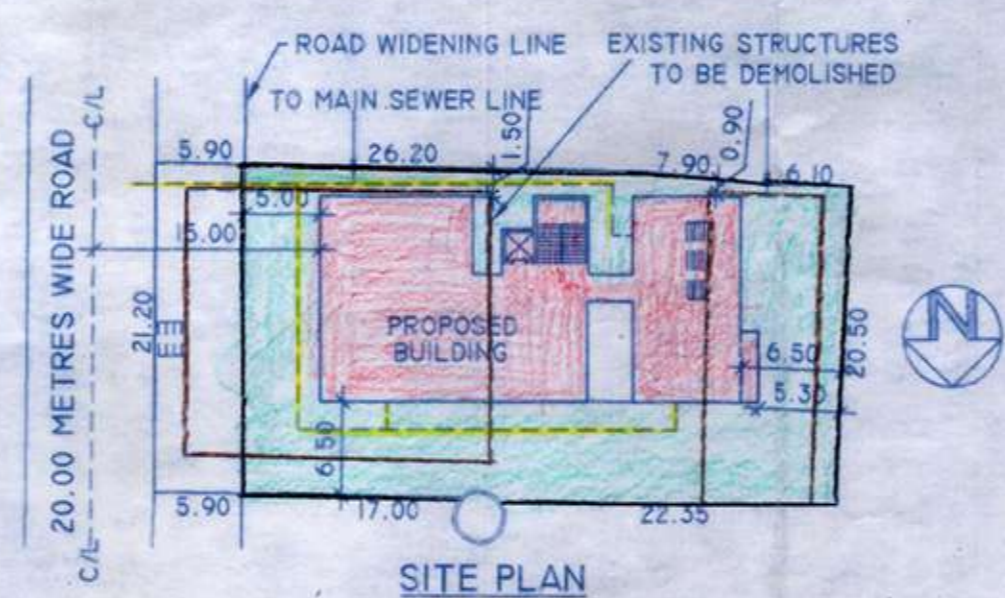 ROAD WIDENING LINE
EXISTING STRUCTURES
TO BE DEMOLISHED
TO MAIN SEWER LINE
C/L
20.00 METRES WIDE ROAD
C/L
5.90
26.20
1.50
7.90
0.90
6.10
5.00
15.00
21.20
PROPOSED
BUILDING
6.50
5.30
20.50
N
6.50
5.90
17.00
22.35
SITE PLAN